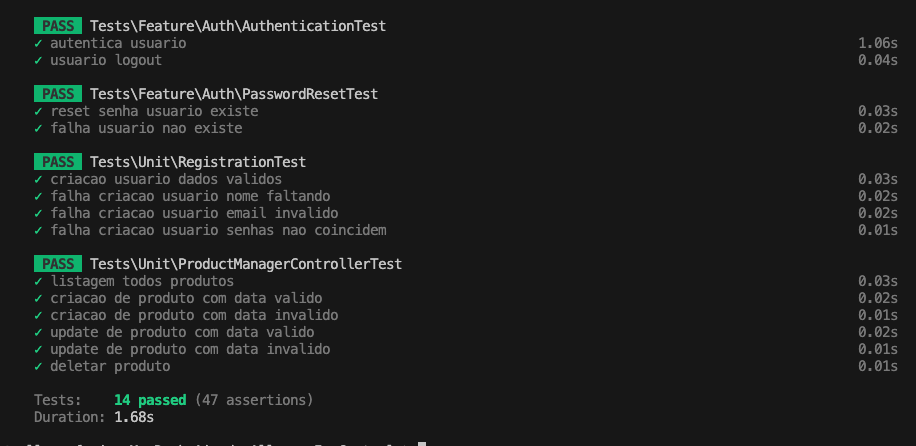 PASS Tests\Feature\Auth\AuthenticationTest
✓ autentica usuario 1.06s
✓ usuario logout 0.04s
PASS Tests\Feature\Auth\PasswordResetTest
✓ reset senha usuario existe 0.03s
✓ falha usuario nao existe 0.02s
PASS Tests\Unit\RegistrationTest
✓ criacao usuario dados validos 0.03s
✓ falha criacao usuario nome faltando 0.02s
✓ falha criacao usuario email invalido 0.02s
✓ falha criacao usuario senhas nao coincidem 0.01s
PASS Tests\Unit\ProductManagerControllerTest
✓ listagem todos produtos 0.03s
✓ criacao de produto com data valido 0.02s
✓ criacao de produto com data invalido 0.01s
✓ update de produto com data valido 0.02s
✓ update de produto com data invalido 0.01s
✓ deletar produto 0.01s
Tests: 14 passed (47 assertions)
Duration: 1.68s